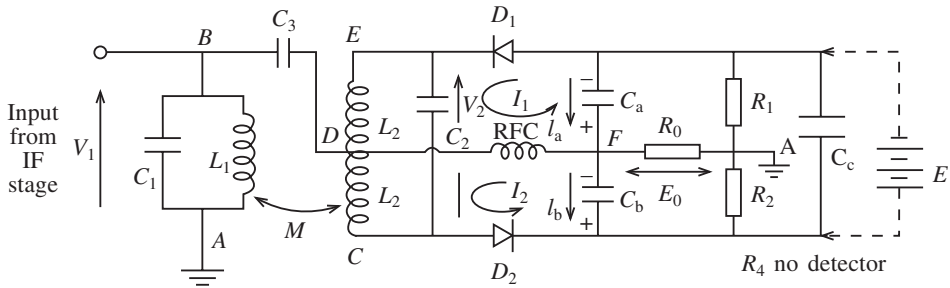 C3
B
E
D1
Input
from
IF
stage
V1
C1
L1
A
M
D
L2
L2
C
C2
V2
I1
I2
RFC
D2
la
lb
−
+
−
+
Ca
Cb
F
R0
E0
R1
R2
A
Cc
E
R4 no detector